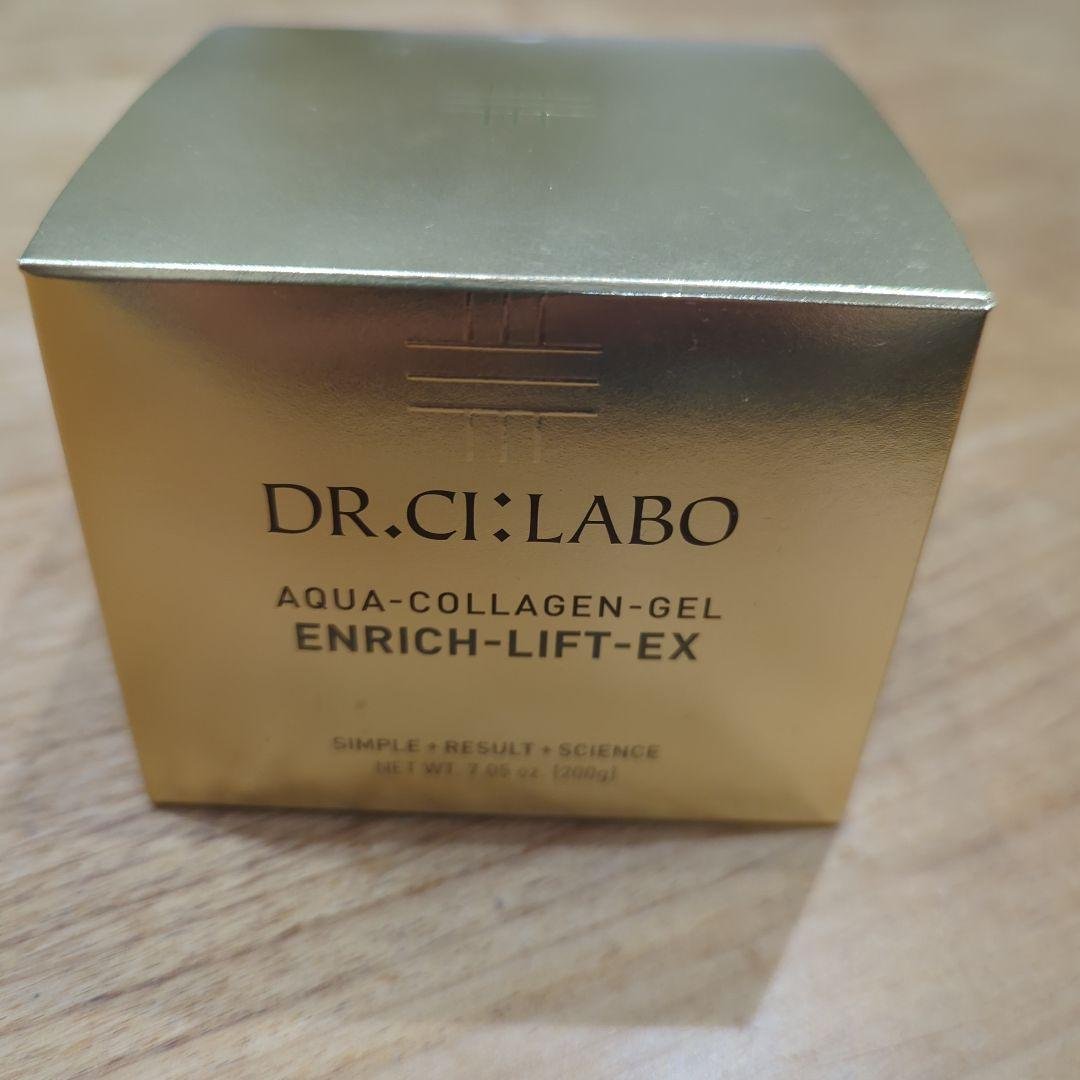 DR.CI:LABO
AQUA-COLLAGEN-GEL
ENRICH-LIFT-EX
SIMPLE + RESULT + SCIENCE
NET WT. 7.05 oz. [200g]